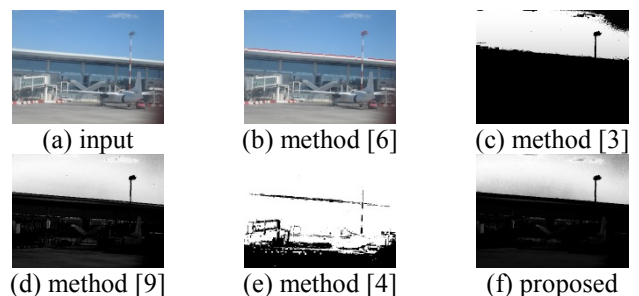 (a) input (b) method [6] (c) method [3]
(d) method [9] (e) method [4] (f) proposed